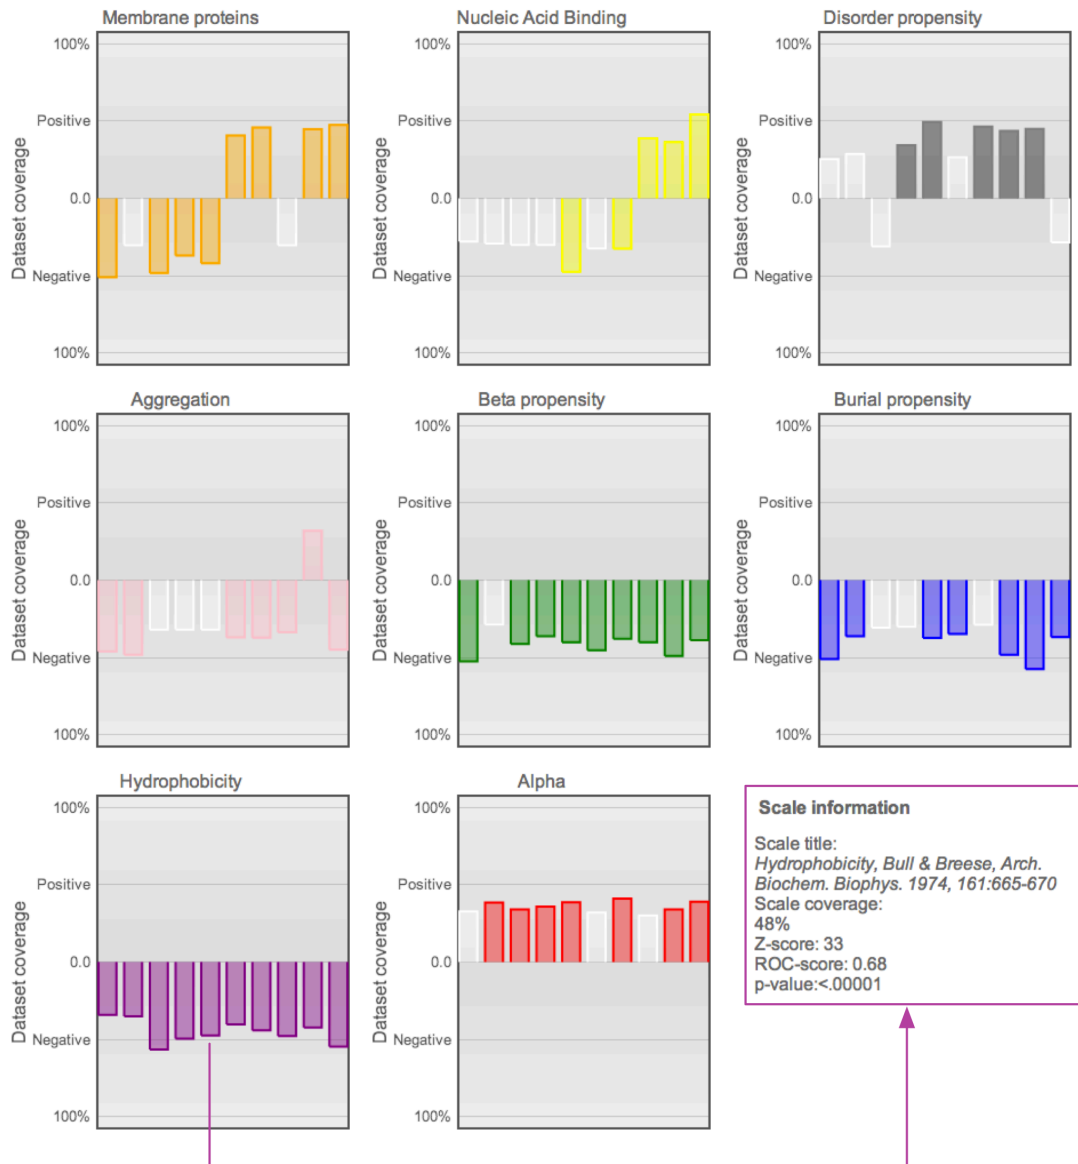 Membrane proteins
100%
Positive
0.0
Negative
100%
Dataset coverage
Nucleic Acid Binding
100%
Positive
0.0
Negative
100%
Dataset coverage
Disorder propensity
100%
Positive
0.0
Negative
100%
Dataset coverage
Aggregation
100%
Positive
0.0
Negative
100%
Dataset coverage
Beta propensity
100%
Positive
0.0
Negative
100%
Dataset coverage
Burial propensity
100%
Positive
0.0
Negative
100%
Dataset coverage
Hydrophobicity
100%
Positive
0.0
Negative
100%
Dataset coverage
Alpha
100%
Positive
0.0
Negative
100%
Dataset coverage
Scale information
Scale title:
Hydrophobicity, Bull & Breese, Arch.
Biochem. Biophys. 1974, 161:665-670
Scale coverage:
48%
Z-score: 33
ROC-score: 0.68
p-value:<.00001